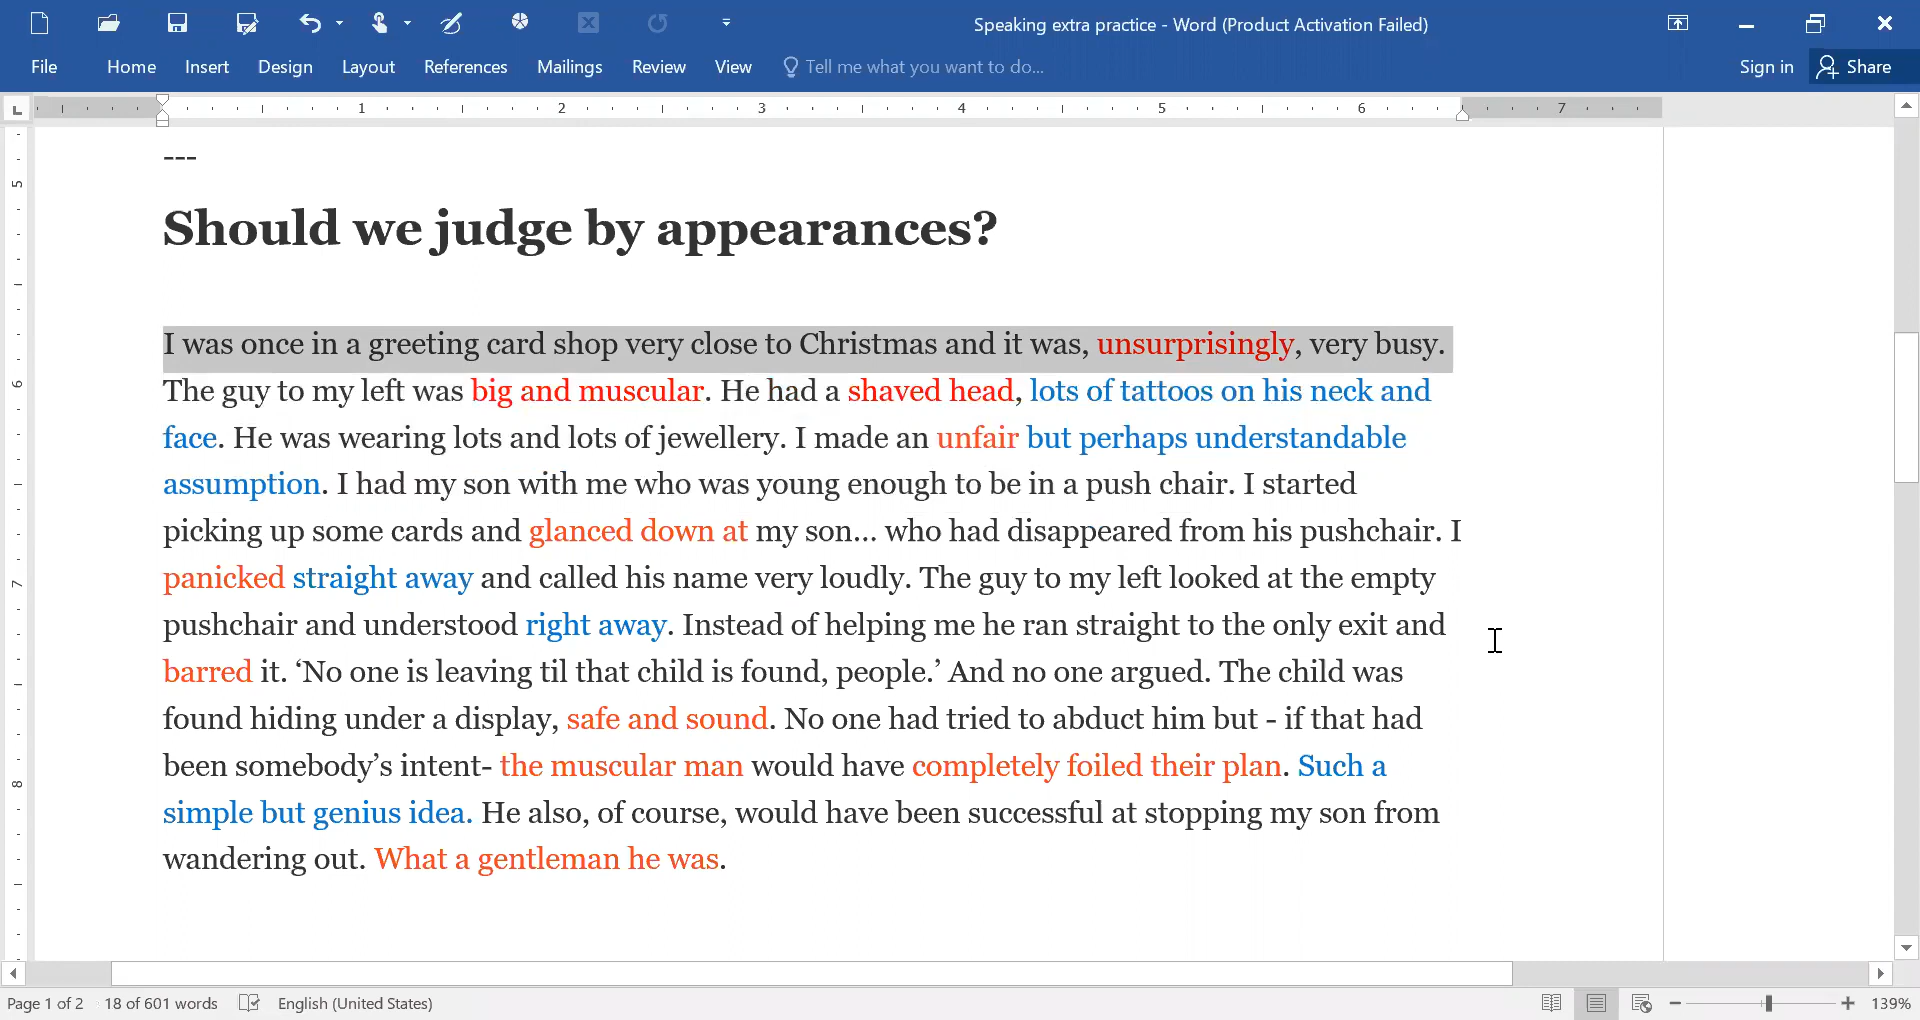 Speaking extra practice - Word (Product Activation Failed)
File Home Insert Design Layout References Mailings Review View Tell me what you want to do... Sign in Share
1 2 3 4 5 6 7
---
5
Should we judge by appearances?
I was once in a greeting card shop very close to Christmas and it was, unsurprisingly, very busy.
6
The guy to my left was big and muscular. He had a shaved head, lots of tattoos on his neck and
face. He was wearing lots and lots of jewellery. I made an unfair but perhaps understandable
assumption. I had my son with me who was young enough to be in a push chair. I started
picking up some cards and glanced down at my son... who had disappeared from his pushchair. I
7
panicked straight away and called his name very loudly. The guy to my left looked at the empty
pushchair and understood right away. Instead of helping me he ran straight to the only exit and
barred it. ‘No one is leaving til that child is found, people.’ And no one argued. The child was
found hiding under a display, safe and sound. No one had tried to abduct him but - if that had
been somebody’s intent- the muscular man would have completely foiled their plan. Such a
8
simple but genius idea. He also, of course, would have been successful at stopping my son from
wandering out. What a gentleman he was.
Page 1 of 2 18 of 601 words English (United States) 139%